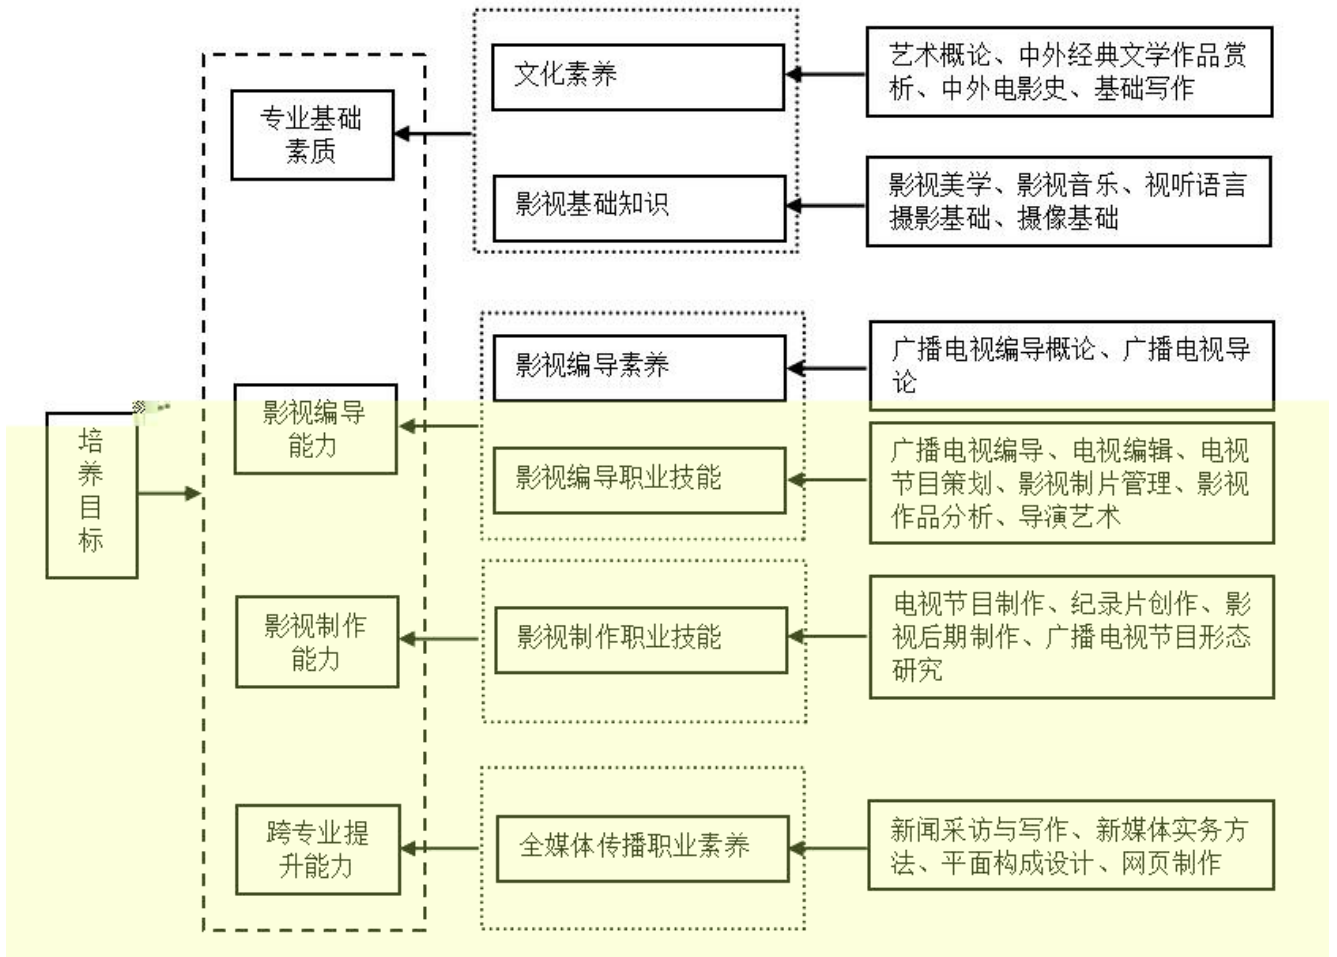 文化素养
艺术概论、中外经典文学作品赏
析、中外电影史、基础写作
专业基础
素质
影视基础知识
影视美学、影视音乐、视听语言
摄影基础、摄像基础
影视编导素养
广播电视编导概论、广播电视导
论
影视编导
能力
影视编导职业技能
广播电视编导、电视编辑、电视
节目策划、影视制片管理、影视
作品分析、导演艺术
培
养
目
标
影视制作
能力
影视制作职业技能
电视节目制作、纪录片创作、影
视后期制作、广播电视节目形态
研究
跨专业提
升能力
全媒体传播职业素养
新闻采访与写作、新媒体实务方
法、平面构成设计、网页制作